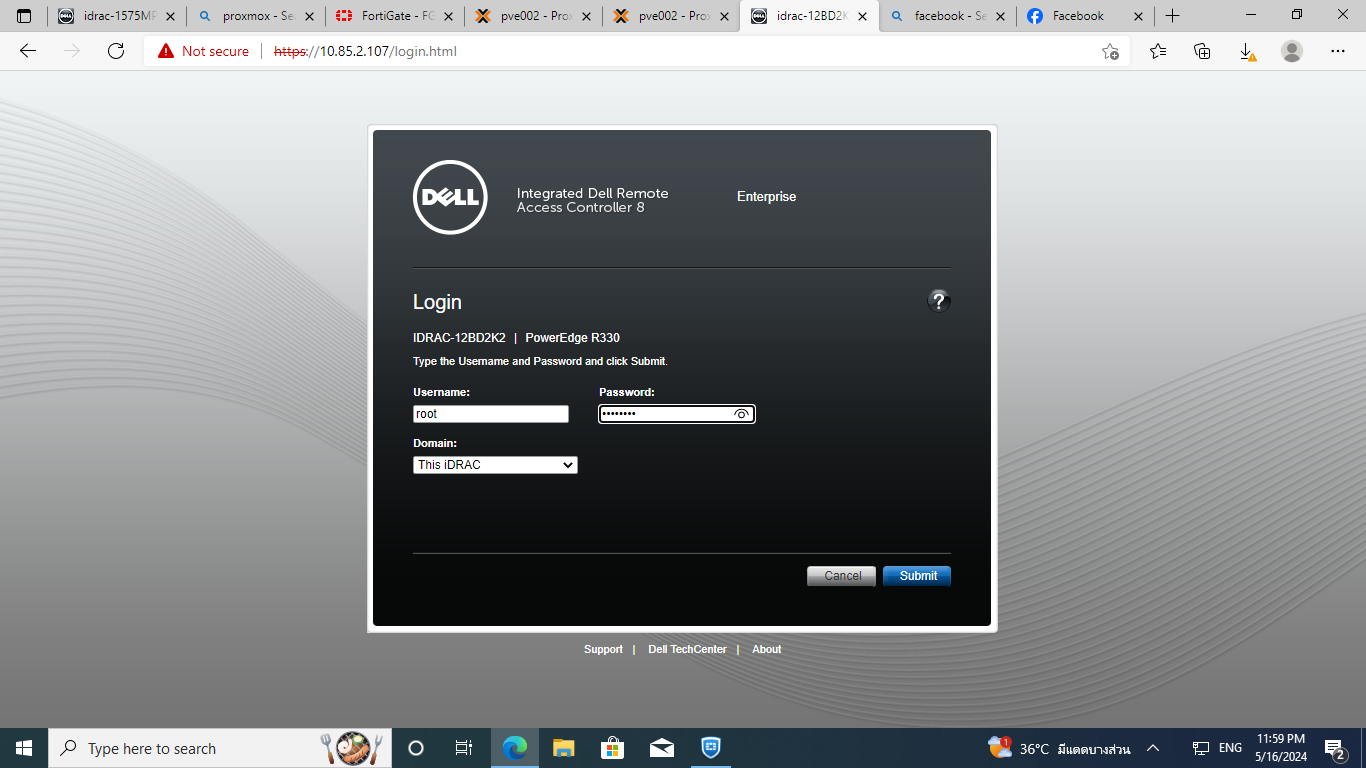 idrac-1575MP
proxmox - Se
FortiGate - FG
pve002 - Prox
pve002 - Prox
idrac-12BD2K
facebook - Se
Facebook
Not secure
https://10.85.2.107/login.html
DELL
Integrated Dell Remote
Access Controller 8
Enterprise
Login
?
IDRAC-12BD2K2 | PowerEdge R330
Type the Username and Password and click Submit.
Username:
Password:
root
••••••••
Domain:
This iDRAC
Cancel
Submit
Support | Dell TechCenter | About
Type here to search
1
36°C มีแดดบางส่วน
ENG
11:59 PM
5/16/2024
2